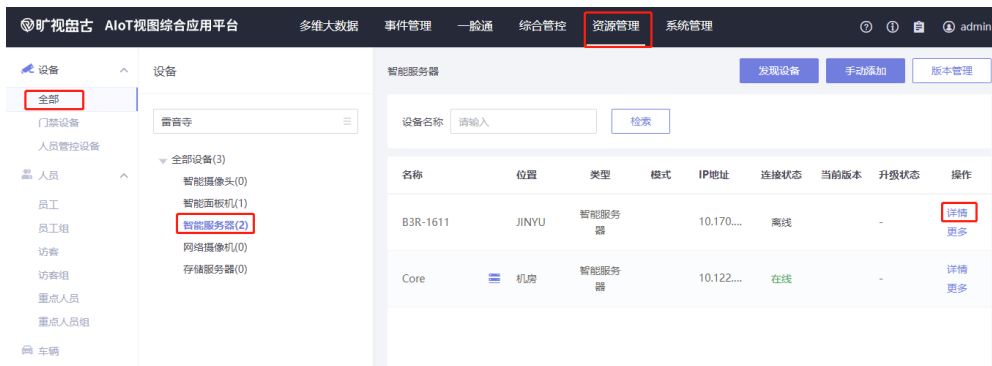 旷视盘古 AIoT视图综合应用平台 多维大数据 事件管理 一脸通 综合管控 资源管理 系统管理 admin
设备
全部
门禁设备
人员管控设备
人员
员工
员工组
访客
访客组
重点人员
重点人员组
车辆
设备
雷音寺
全部设备(3)
智能摄像头(0)
智能面板机(1)
智能服务器(2)
网络摄像机(0)
存储服务器(0)
智能服务器 发现设备 手动添加 版本管理
设备名称 请输入 检索
名称 位置 类型 模式 IP地址 连接状态 当前版本 升级状态 操作
B3R-1611 JINYU 智能服务器 10.170.... 离线 - 详情 更多
Core 机房 智能服务器 10.122.... 在线 - 详情 更多